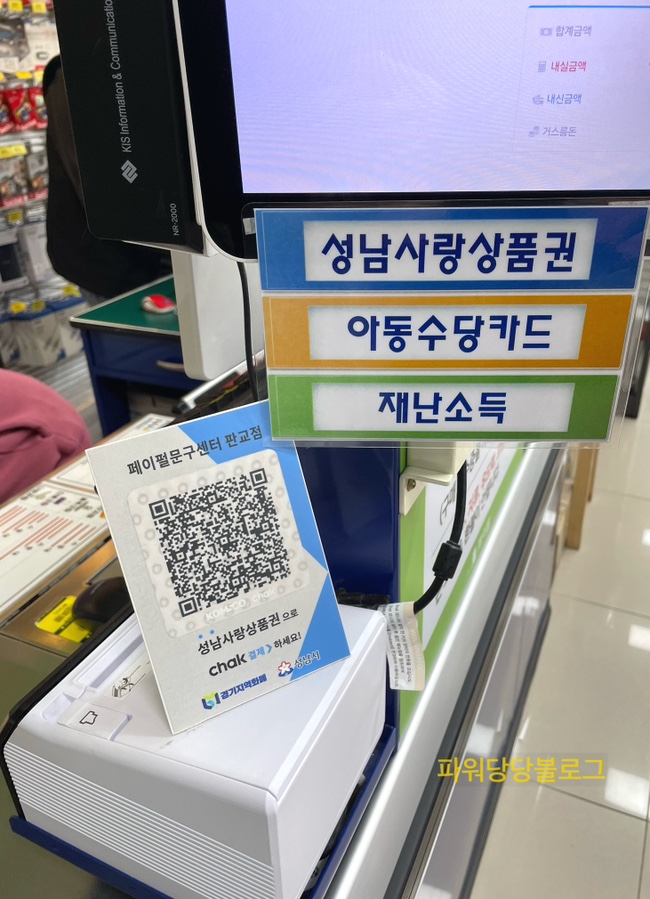 KIS Information & Communication
NR-2000
합계금액
내실금액
내신금액
거스름돈
성남사랑상품권
아동수당카드
재난소득
페이펄문구센터 판교점
KOMSCO chak
성남사랑상품권으로
chak 결제 하세요!
성남시
경기지역화폐
파워당당블로그